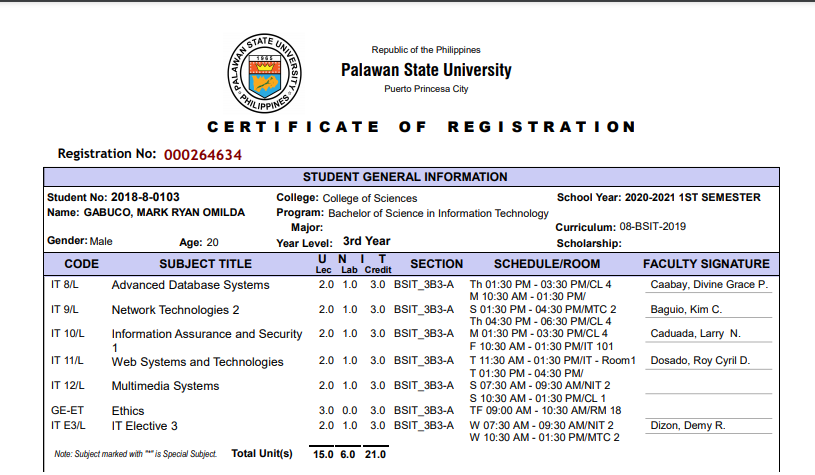 PALAWAN STATE UNIVERSITY
1965
PHILIPPINES
Republic of the Philippines
Palawan State University
Puerto Princesa City
CERTIFICATE OF REGISTRATION
Registration No: 000264634
STUDENT GENERAL INFORMATION
Student No: 2018-8-0103 College: College of Sciences School Year: 2020-2021 1ST SEMESTER
Name: GABUCO, MARK RYAN OMILDA Program: Bachelor of Science in Information Technology
Major: Curriculum: 08-BSIT-2019
Gender: Male Age: 20 Year Level: 3rd Year Scholarship:
CODE SUBJECT TITLE U N I T SECTION SCHEDULE/ROOM FACULTY SIGNATURE
Lec Lab Credit
IT 8/L Advanced Database Systems 2.0 1.0 3.0 BSIT_3B3-A Th 01:30 PM - 03:30 PM/CL 4 Caabay, Divine Grace P.
M 10:30 AM - 01:30 PM/
IT 9/L Network Technologies 2 2.0 1.0 3.0 BSIT_3B3-A S 01:30 PM - 04:30 PM/MTC 2 Baguio, Kim C.
Th 04:30 PM - 06:30 PM/CL 4
IT 10/L Information Assurance and Security 2.0 1.0 3.0 BSIT_3B3-A M 01:30 PM - 03:30 PM/CL 4 Caduada, Larry N.
1 F 10:30 AM - 01:30 PM/IT 101
IT 11/L Web Systems and Technologies 2.0 1.0 3.0 BSIT_3B3-A T 11:30 AM - 01:30 PM/IT - Room1 Dosado, Roy Cyril D.
T 01:30 PM - 04:30 PM/
IT 12/L Multimedia Systems 2.0 1.0 3.0 BSIT_3B3-A S 07:30 AM - 09:30 AM/NIT 2
S 10:30 AM - 01:30 PM/CL 1
GE-ET Ethics 3.0 0.0 3.0 BSIT_3B3-A TF 09:00 AM - 10:30 AM/RM 18
IT E3/L IT Elective 3 2.0 1.0 3.0 BSIT_3B3-A W 07:30 AM - 09:30 AM/NIT 2 Dizon, Demy R.
W 10:30 AM - 01:30 PM/MTC 2
Note: Subject marked with "*" is Special Subject. Total Unit(s) 15.0 6.0 21.0